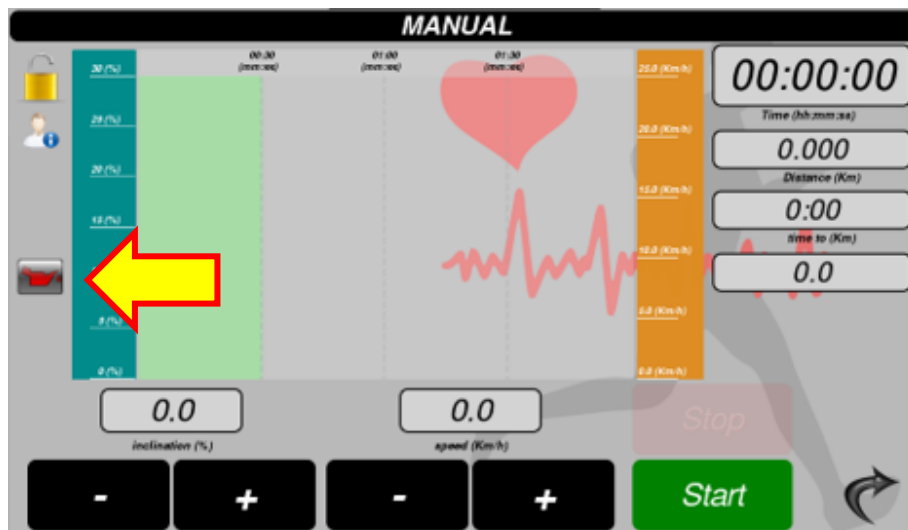 MANUAL
00:30
(mm:ss)
01:00
(mm:ss)
01:30
(mm:ss)
30 (%)
25 (%)
20 (%)
15 (%)
5 (%)
0 (%)
25.0 (Km/h)
20.0 (Km/h)
15.0 (Km/h)
10.0 (Km/h)
5.0 (Km/h)
0.0 (Km/h)
00:00:00
Time (hh:mm:ss)
0.000
Distance (Km)
0:00
time to (Km)
0.0
0.0
inclination (%)
0.0
speed (Km/h)
Stop
- + - +
Start